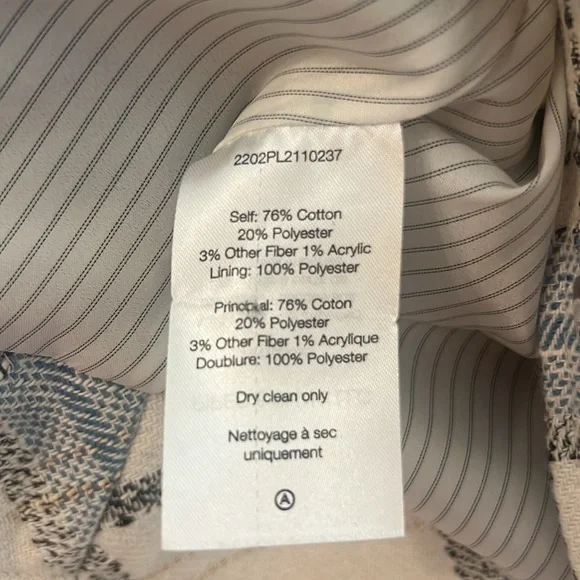 2202PL2110237
Self: 76% Cotton
20% Polyester
3% Other Fiber 1% Acrylic
Lining: 100% Polyester
Principal: 76% Coton
20% Polyester
3% Other Fiber 1% Acrylique
Doublure: 100% Polyester
Dry clean only
Nettoyage à sec
uniquement
A